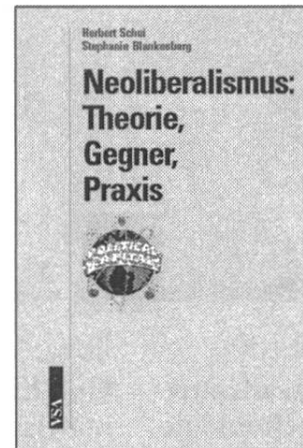 Herbert Schui
Stephanie Blankenburg
Neoliberalismus:
Theorie,
Gegner,
Praxis
VSA